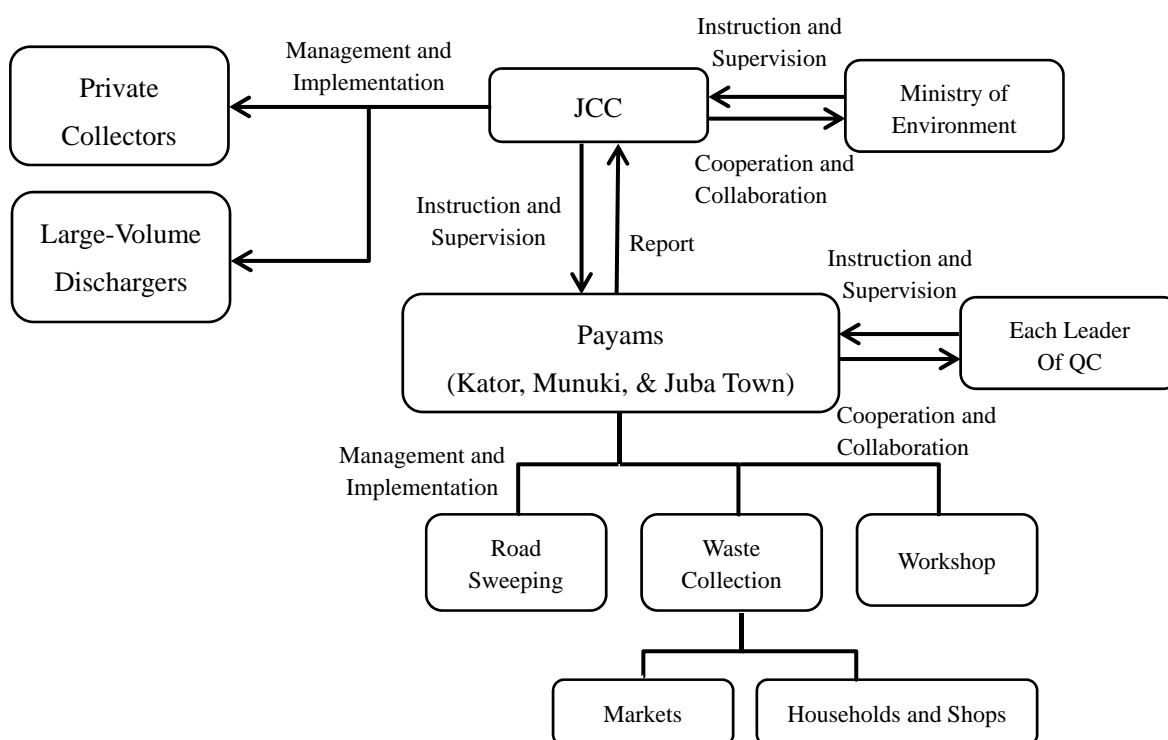 Instruction and
Supervision
Management and
Implementation
Private
Collectors
JCC
Ministry of
Environment
Cooperation and
Collaboration
Large-Volume
Dischargers
Instruction and
Supervision
Report
Instruction and
Supervision
Payams
(Kator, Munuki, & Juba Town)
Each Leader
Of QC
Cooperation and
Collaboration
Management and
Implementation
Road
Sweeping
Waste
Collection
Workshop
Markets
Households and Shops